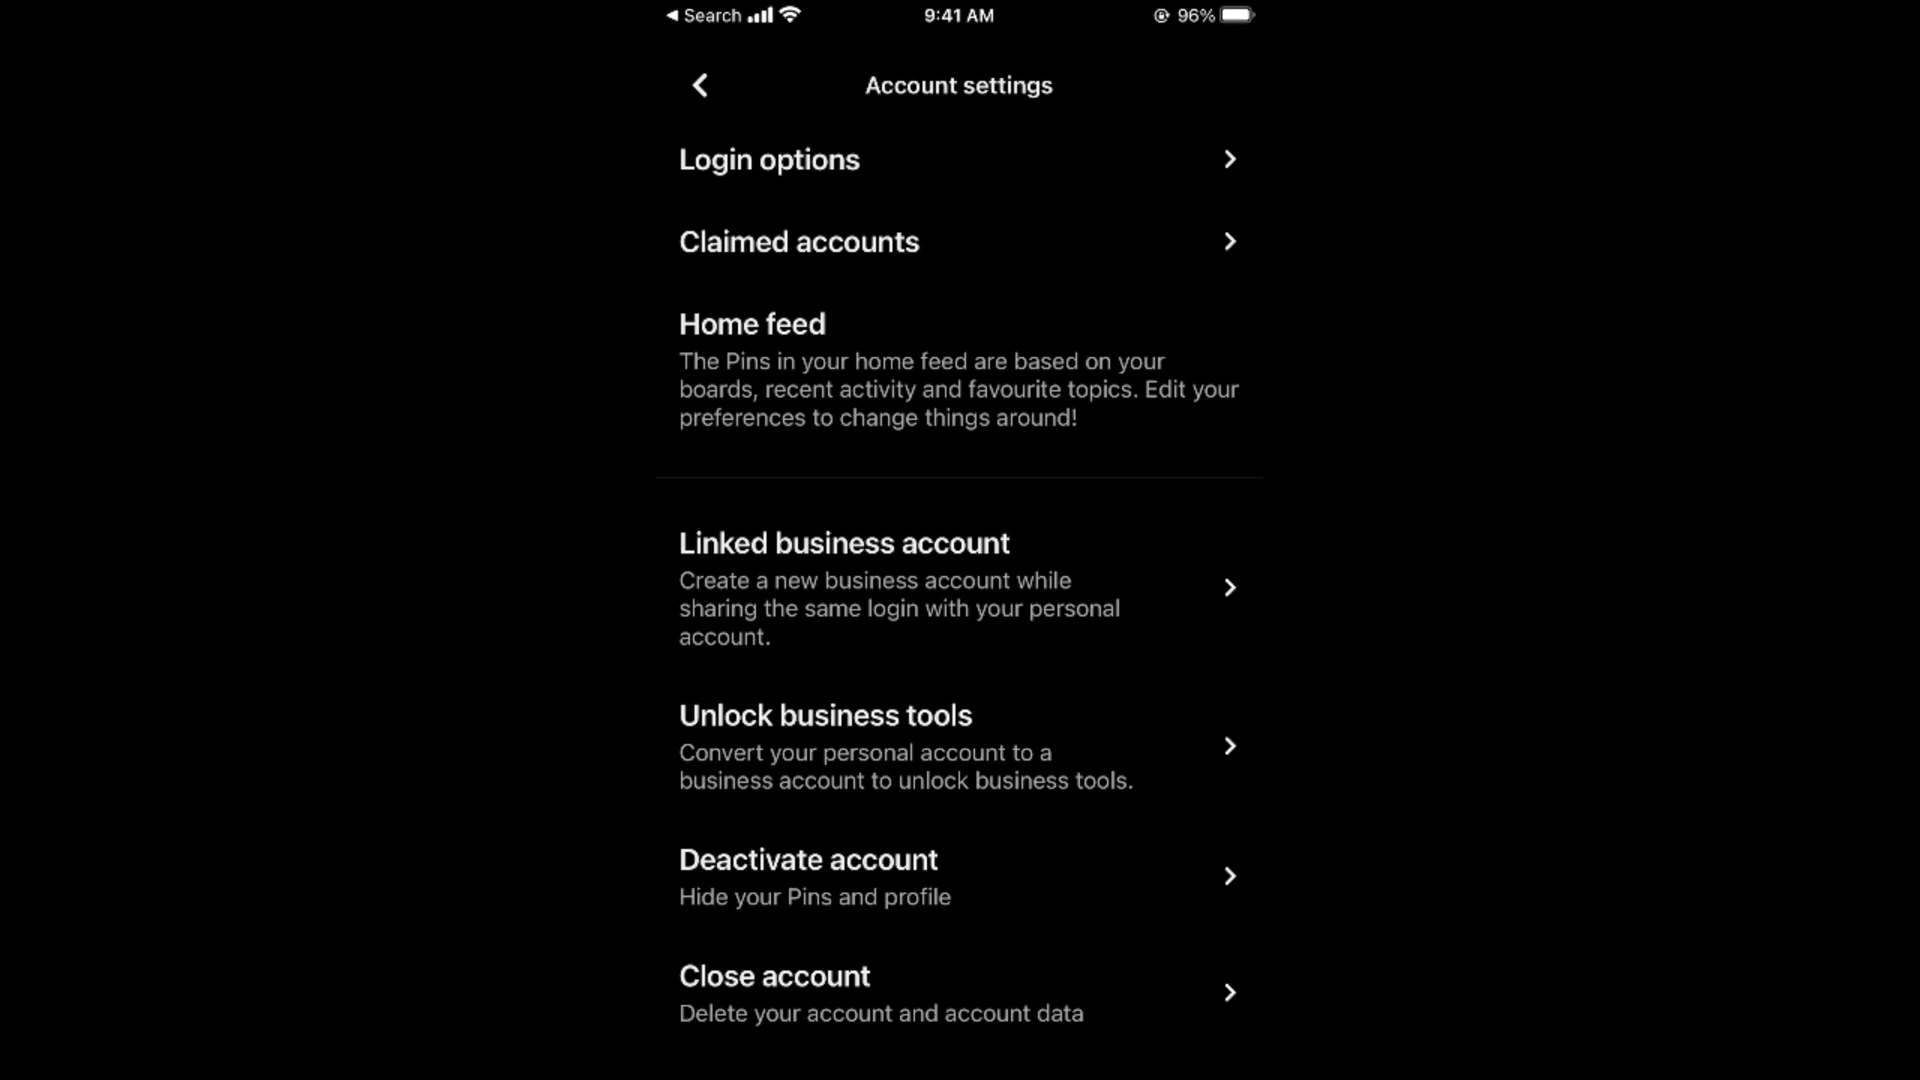 Search 9:41 AM 96%
Account settings
Login options
Claimed accounts
Home feed
The Pins in your home feed are based on your
boards, recent activity and favourite topics. Edit your
preferences to change things around!
Linked business account
Create a new business account while
sharing the same login with your personal
account.
Unlock business tools
Convert your personal account to a
business account to unlock business tools.
Deactivate account
Hide your Pins and profile
Close account
Delete your account and account data